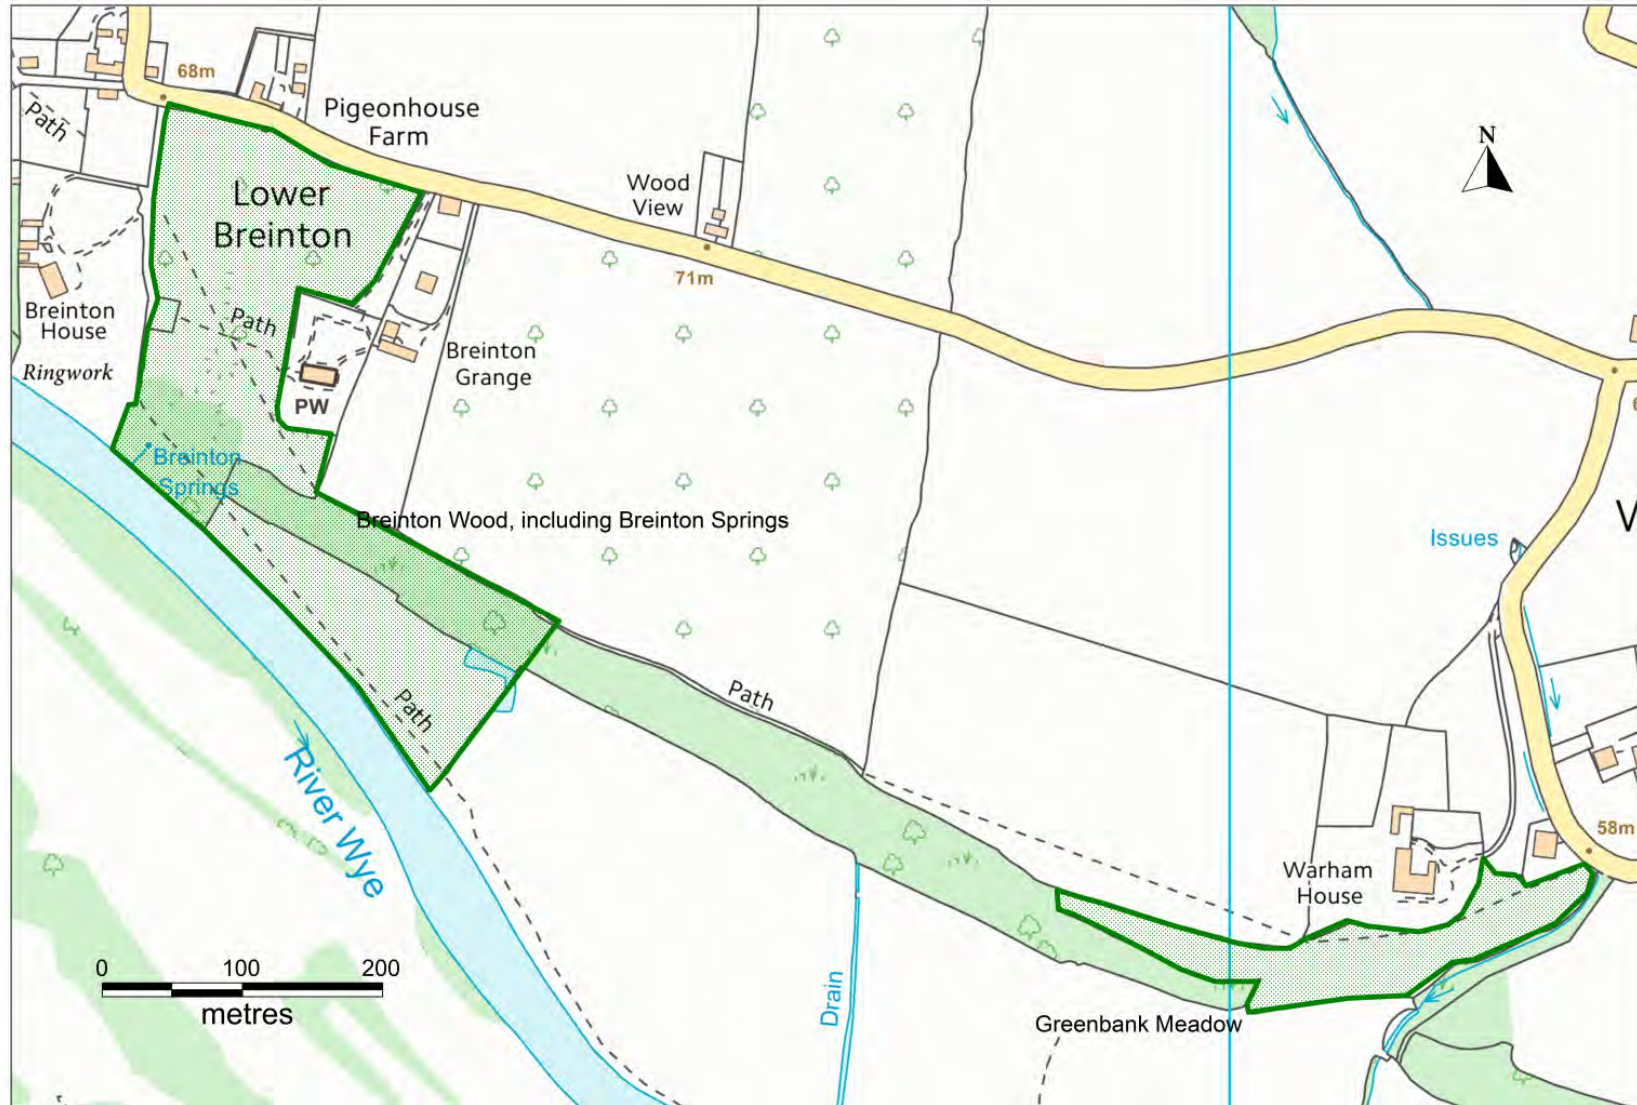 68m
Path
Pigeonhouse
Farm
N
Lower
Breinton
Wood
View
71m
Breinton
House
Path
Ringwork
Breinton
Grange
PW
Breinton
Springs
Breinton Wood, including Breinton Springs
Issues
Path
Path
River Wye
58m
Warham
House
0 100 200
metres
Drain
Greenbank Meadow